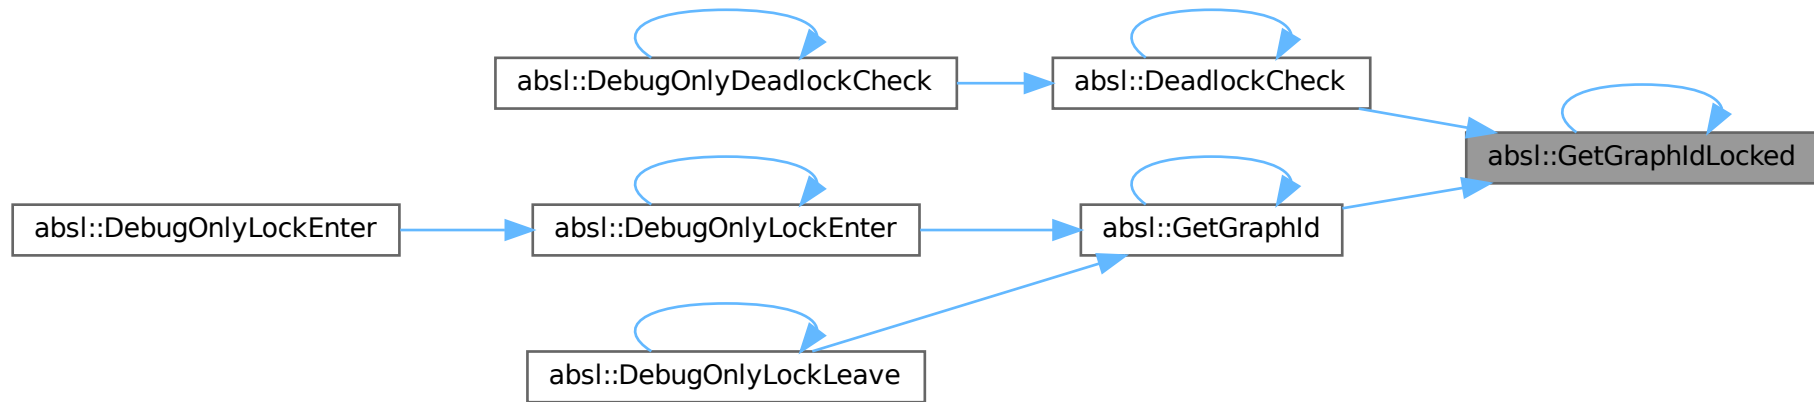 absl::DebugOnlyDeadlockCheck
absl::DeadlockCheck
absl::GetGraphIdLocked
absl::DebugOnlyLockEnter
absl::DebugOnlyLockEnter
absl::GetGraphId
absl::DebugOnlyLockLeave